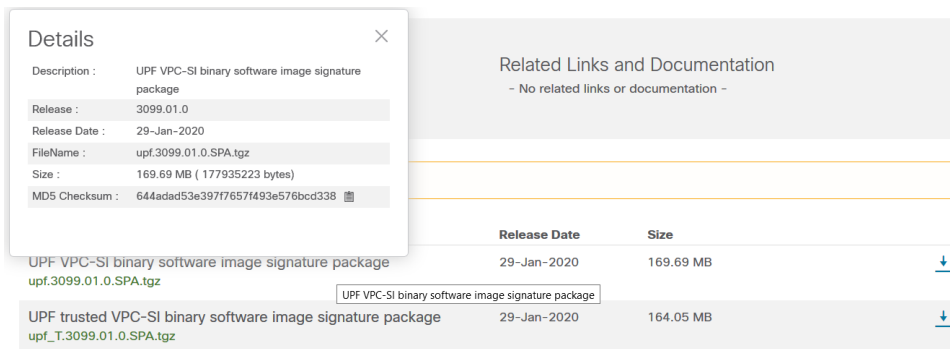 Details
Description : UPF VPC-SI binary software image signature
package
Release : 3099.01.0
Release Date : 29-Jan-2020
FileName : upf.3099.01.0.SPA.tgz
Size : 169.69 MB ( 177935223 bytes)
MD5 Checksum : 644adad53e397f7657f493e576bcd338
Related Links and Documentation
- No related links or documentation -
Release Date Size
UPF VPC-SI binary software image signature package 29-Jan-2020 169.69 MB
upf.3099.01.0.SPA.tgz
UPF VPC-SI binary software image signature package
UPF trusted VPC-SI binary software image signature package 29-Jan-2020 164.05 MB
upf_T.3099.01.0.SPA.tgz